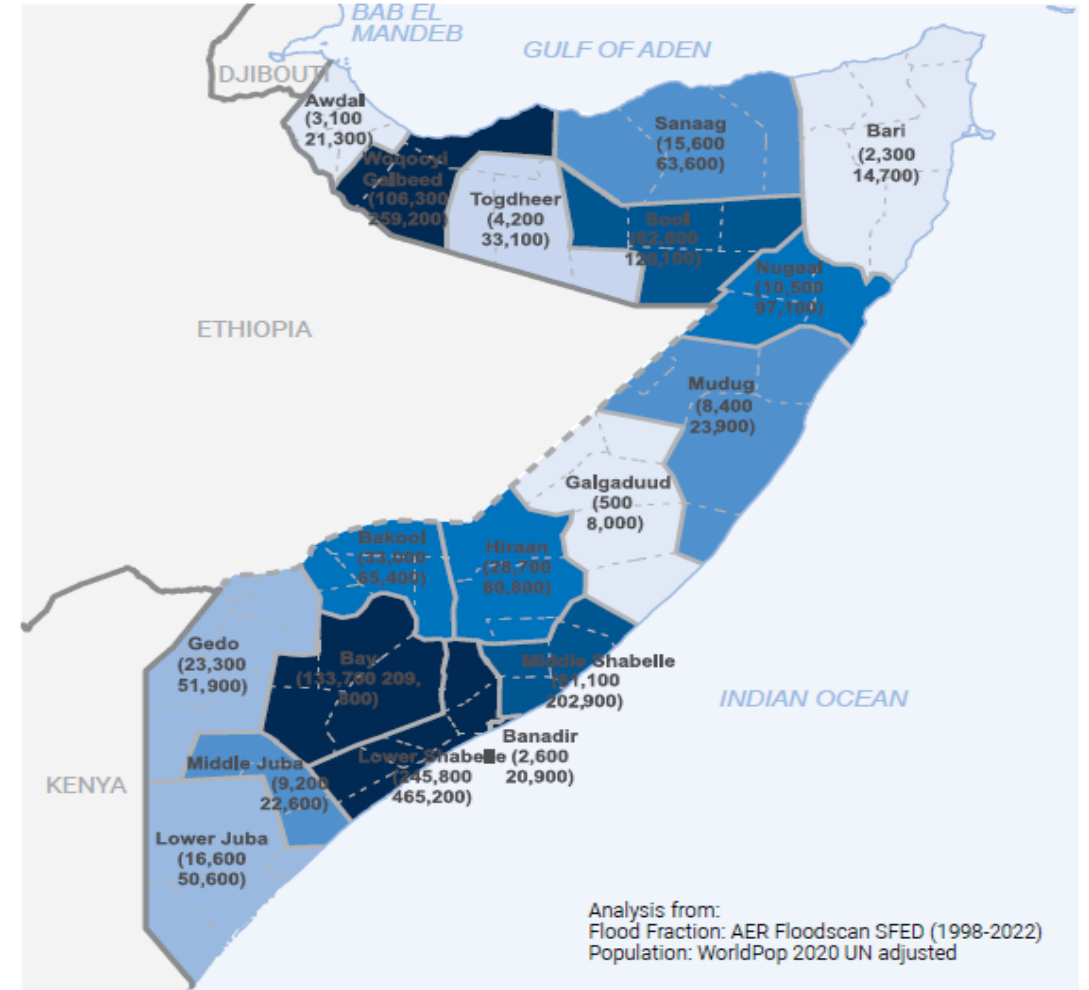 BAB EL
MANDEB
GULF OF ADEN
DJIBOUTI
Awdal
(3,100
21,300)
Woqooyi
Galbeed
(106,300
259,200)
Togdheer
(4,200
33,100)
Sanaag
(15,600
63,600)
Bari
(2,300
14,700)
Sool
(62,600
126,100)
Nugaal
(10,500
97,100)
ETHIOPIA
Mudug
(8,400
23,900)
Galgaduud
(500
8,000)
Bakool
(33,000
65,400)
Hiraan
(28,700
89,800)
Gedo
(23,300
51,900)
Bay
(133,700 209,
800)
Middle Shabelle
(51,100
202,900)
INDIAN OCEAN
Banadir
(2,600
20,900)
Lower Shabelle
(245,800
465,200)
Middle Juba
(9,200
22,600)
KENYA
Lower Juba
(16,600
50,600)
Analysis from:
Flood Fraction: AER Floodscan SFED (1998-2022)
Population: WorldPop 2020 UN adjusted